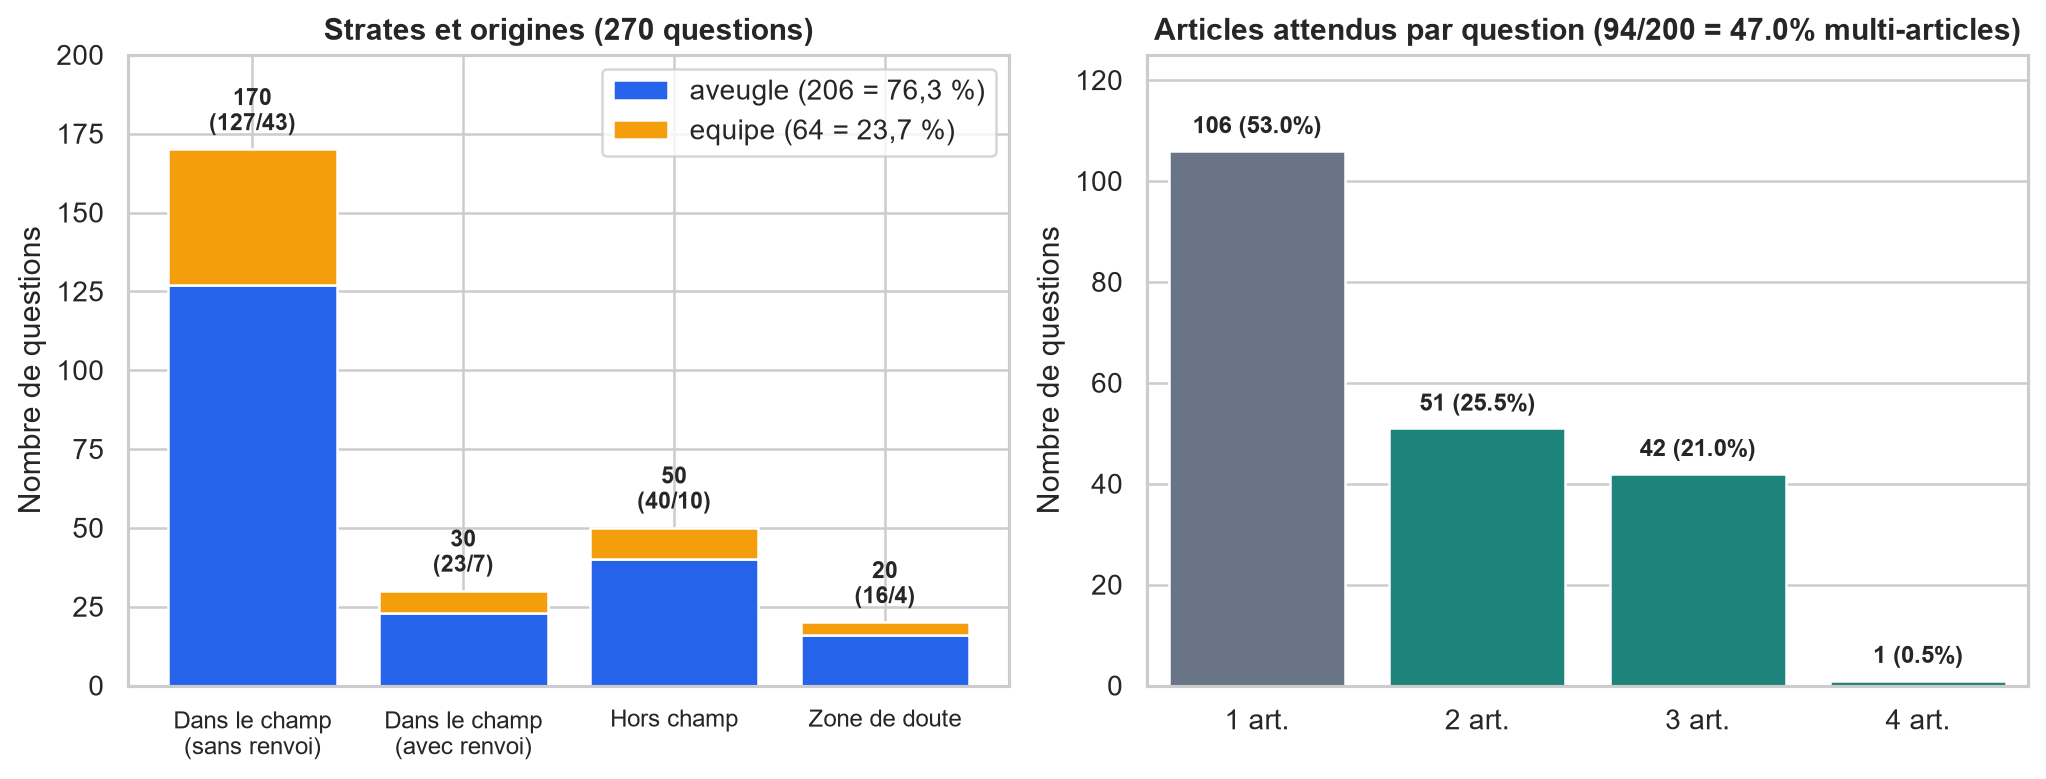 Strates et origines (270 questions)
Nombre de questions
200
175
150
125
100
75
50
25
0
aveugle (206 = 76,3 %)
equipe (64 = 23,7 %)
170
(127/43)
30
(23/7)
50
(40/10)
20
(16/4)
Dans le champ
(sans renvoi)
Dans le champ
(avec renvoi)
Hors champ
Zone de doute
Articles attendus par question (94/200 = 47.0% multi-articles)
Nombre de questions
120
100
80
60
40
20
0
106 (53.0%)
51 (25.5%)
42 (21.0%)
1 (0.5%)
1 art.
2 art.
3 art.
4 art.